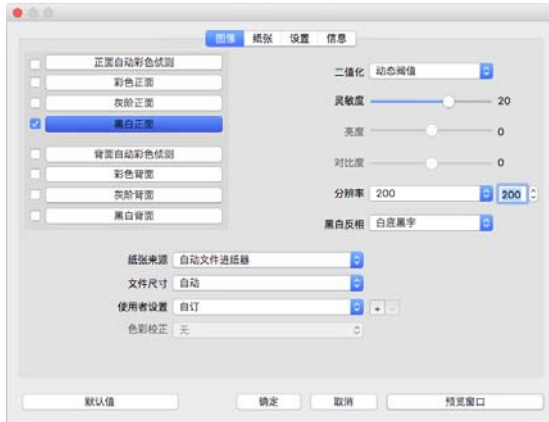 图像 纸张 设置 信息
正面自动彩色侦测
彩色正面
灰阶正面
黑白正面
背面自动彩色侦测
彩色背面
灰阶背面
黑白背面
二值化 动态阀值
灵敏度 20
亮度 0
对比度 0
分辨率 200 200
黑白反相 白底黑字
纸张来源 自动文件进纸器
文件尺寸 自动
使用者设置 自订 + -
色彩校正 无
默认值 确定 取消 预览窗口